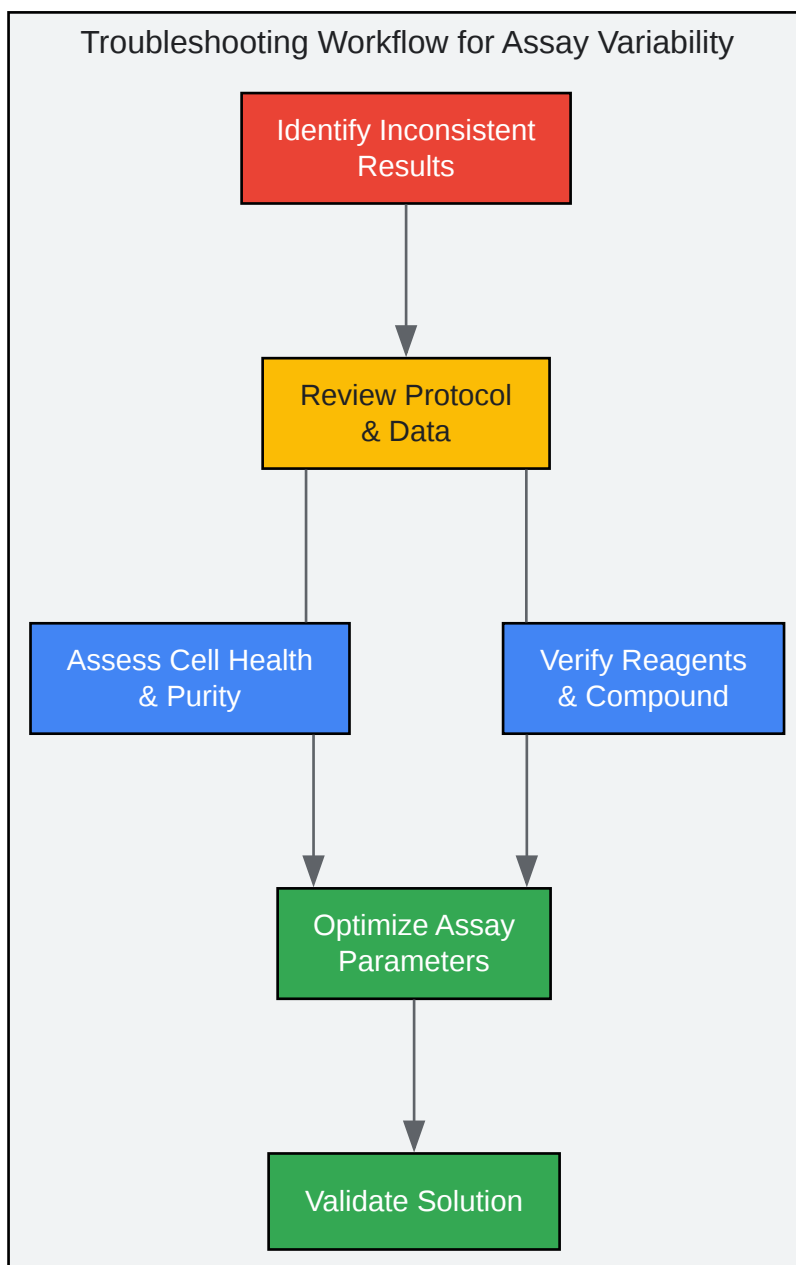 Troubleshooting Workflow for Assay Variability
Identify Inconsistent
Results
Review Protocol
& Data
Assess Cell Health
& Purity
Verify Reagents
& Compound
Optimize Assay
Parameters
Validate Solution